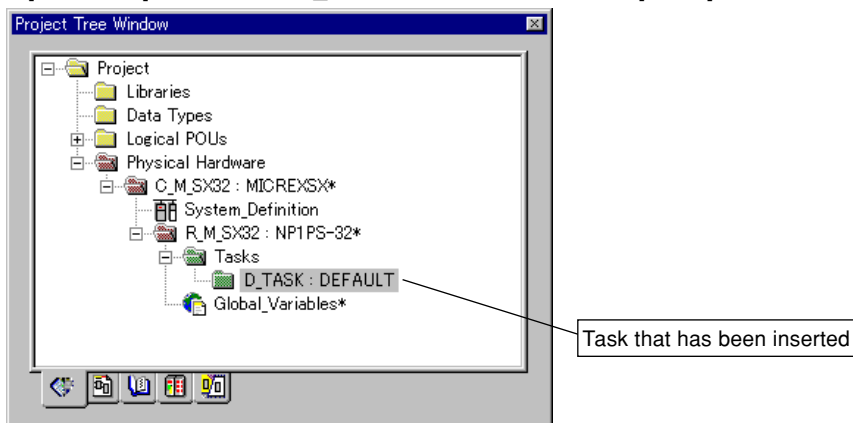 Project Tree Window
Project
Libraries
Data Types
Logical POUs
Physical Hardware
C_M_SX32 : MICREXSX*
System_Definition
R_M_SX32 : NP1PS-32*
Tasks
D_TASK : DEFAULT
Global_Variables*
Task that has been inserted